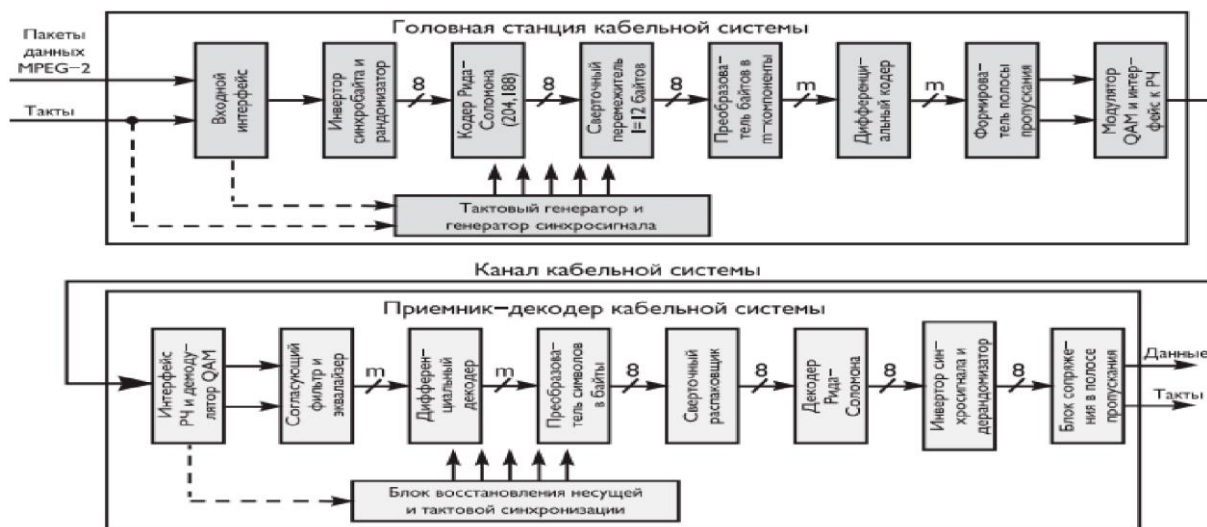 Головная станция кабельной системы
Пакеты
данных
MPEG-2
Такты
Входной
интерфейс
Инвертор
синхробайта и
рандомизатор
8
Кодер Рида-
Соломона
(204,188)
8
Сверточный
перемежитель
I=12 байтов
8
Преобразова-
тель байтов в
m-компоненты
m
Дифференци-
альный кодер
m
Формирова-
тель полосы
пропускания
Модулятор
QAM и интер-
фейс к РЧ
Тактовый генератор и
генератор синхросигнала
Канал кабельной системы
Приемник-декодер кабельной системы
Интерфейс
РЧ и демоду-
лятор QAM
Согласующий
фильтр и
эквалайзер
m
Дифферен-
циальный
декодер
m
Преобразова-
тель символов
в байты
8
Сверточный
распаковщик
8
Декодер
Рида-
Соломона
8
Инвертор син-
хросигнала и
дерандомизатор
8
Блок сопряже-
ния в полосе
пропускания
Данные
Такты
Блок восстановления несущей
и тактовой синхронизации